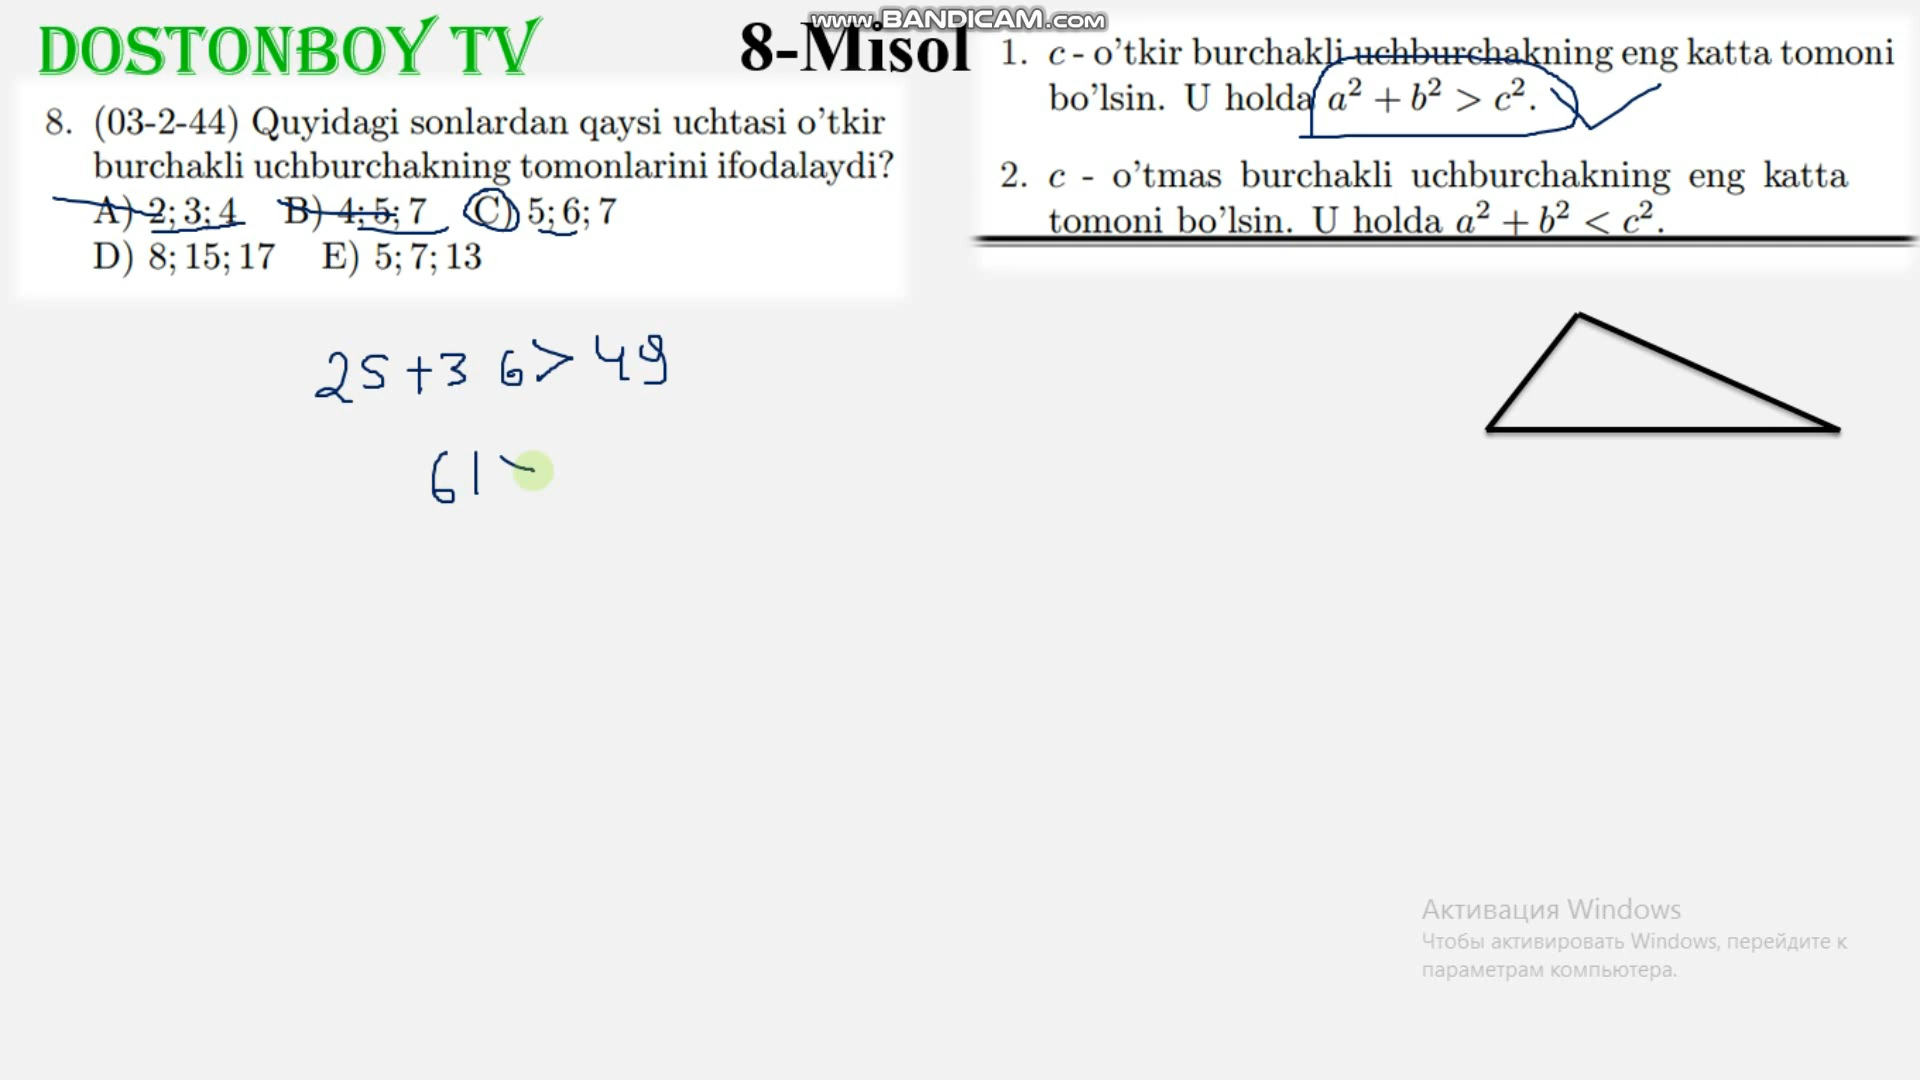 www.BANDICAM.com
DOSTONBOY TV
8-Misol
8. (03-2-44) Quyidagi sonlardan qaysi uchtasi o'tkir
burchakli uchburchakning tomonlarini ifodalaydi?
A) 2; 3; 4 B) 4; 5; 7 C) 5; 6; 7
D) 8; 15; 17 E) 5; 7; 13
1. c - o'tkir burchakli uchburchakning eng katta tomoni
bo'lsin. U holda a² + b² > c².
2. c - o'tmas burchakli uchburchakning eng katta
tomoni bo'lsin. U holda a² + b² < c².
25 + 36 > 49
61
Активация Windows
Чтобы активировать Windows, перейдите к
параметрам компьютера.